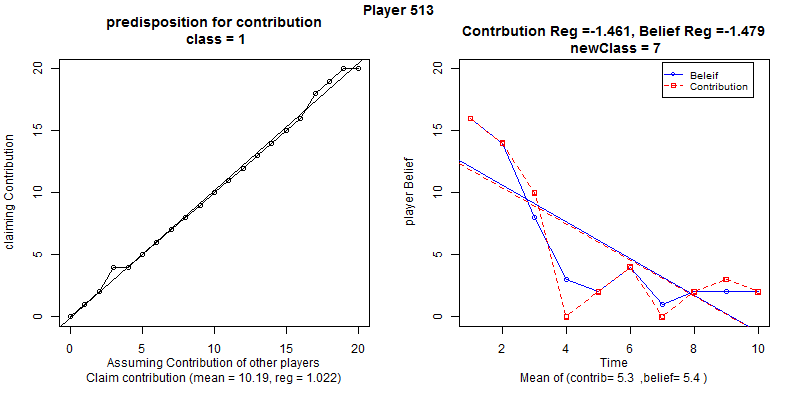 Player 513
predisposition for contribution
class = 1
claiming Contribution
0 5 10 15 20
0 5 10 15 20
Assuming Contribution of other players
Claim contribution (mean = 10.19, reg = 1.022)
Contrbution Reg =-1.461, Belief Reg =-1.479
newClass = 7
Beleif
Contribution
player Belief
0 5 10 15 20
2 4 6 8 10
Time
Mean of (contrib= 5.3 ,belief= 5.4 )